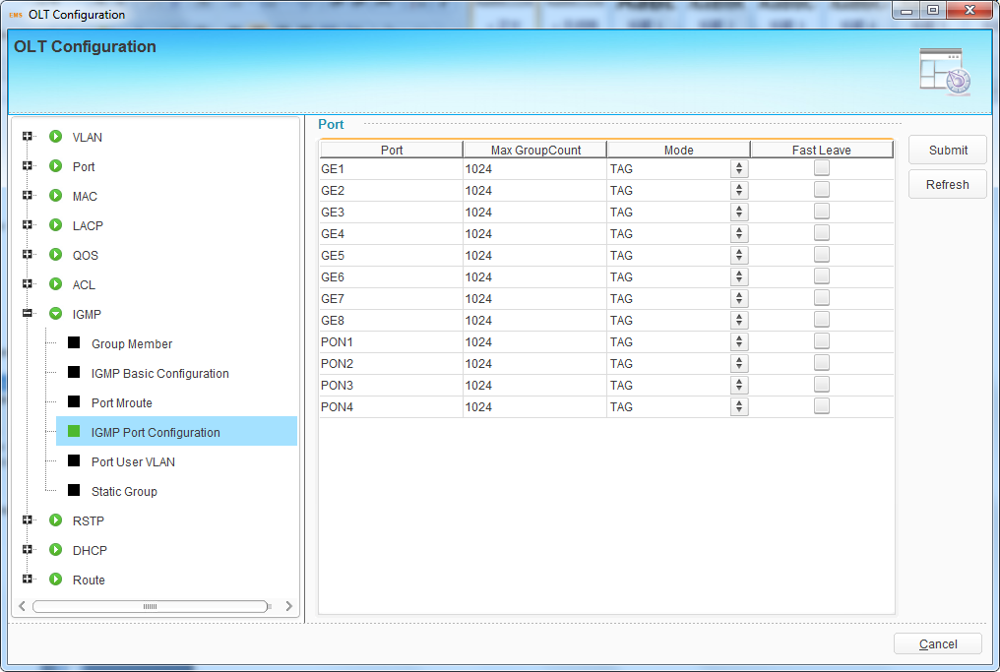 EMS OLT Configuration
OLT Configuration
VLAN
Port
MAC
LACP
QOS
ACL
IGMP
Group Member
IGMP Basic Configuration
Port Mroute
IGMP Port Configuration
Port User VLAN
Static Group
RSTP
DHCP
Route
Port
Port Max GroupCount Mode Fast Leave
GE1 1024 TAG
GE2 1024 TAG
GE3 1024 TAG
GE4 1024 TAG
GE5 1024 TAG
GE6 1024 TAG
GE7 1024 TAG
GE8 1024 TAG
PON1 1024 TAG
PON2 1024 TAG
PON3 1024 TAG
PON4 1024 TAG
Submit
Refresh
Cancel